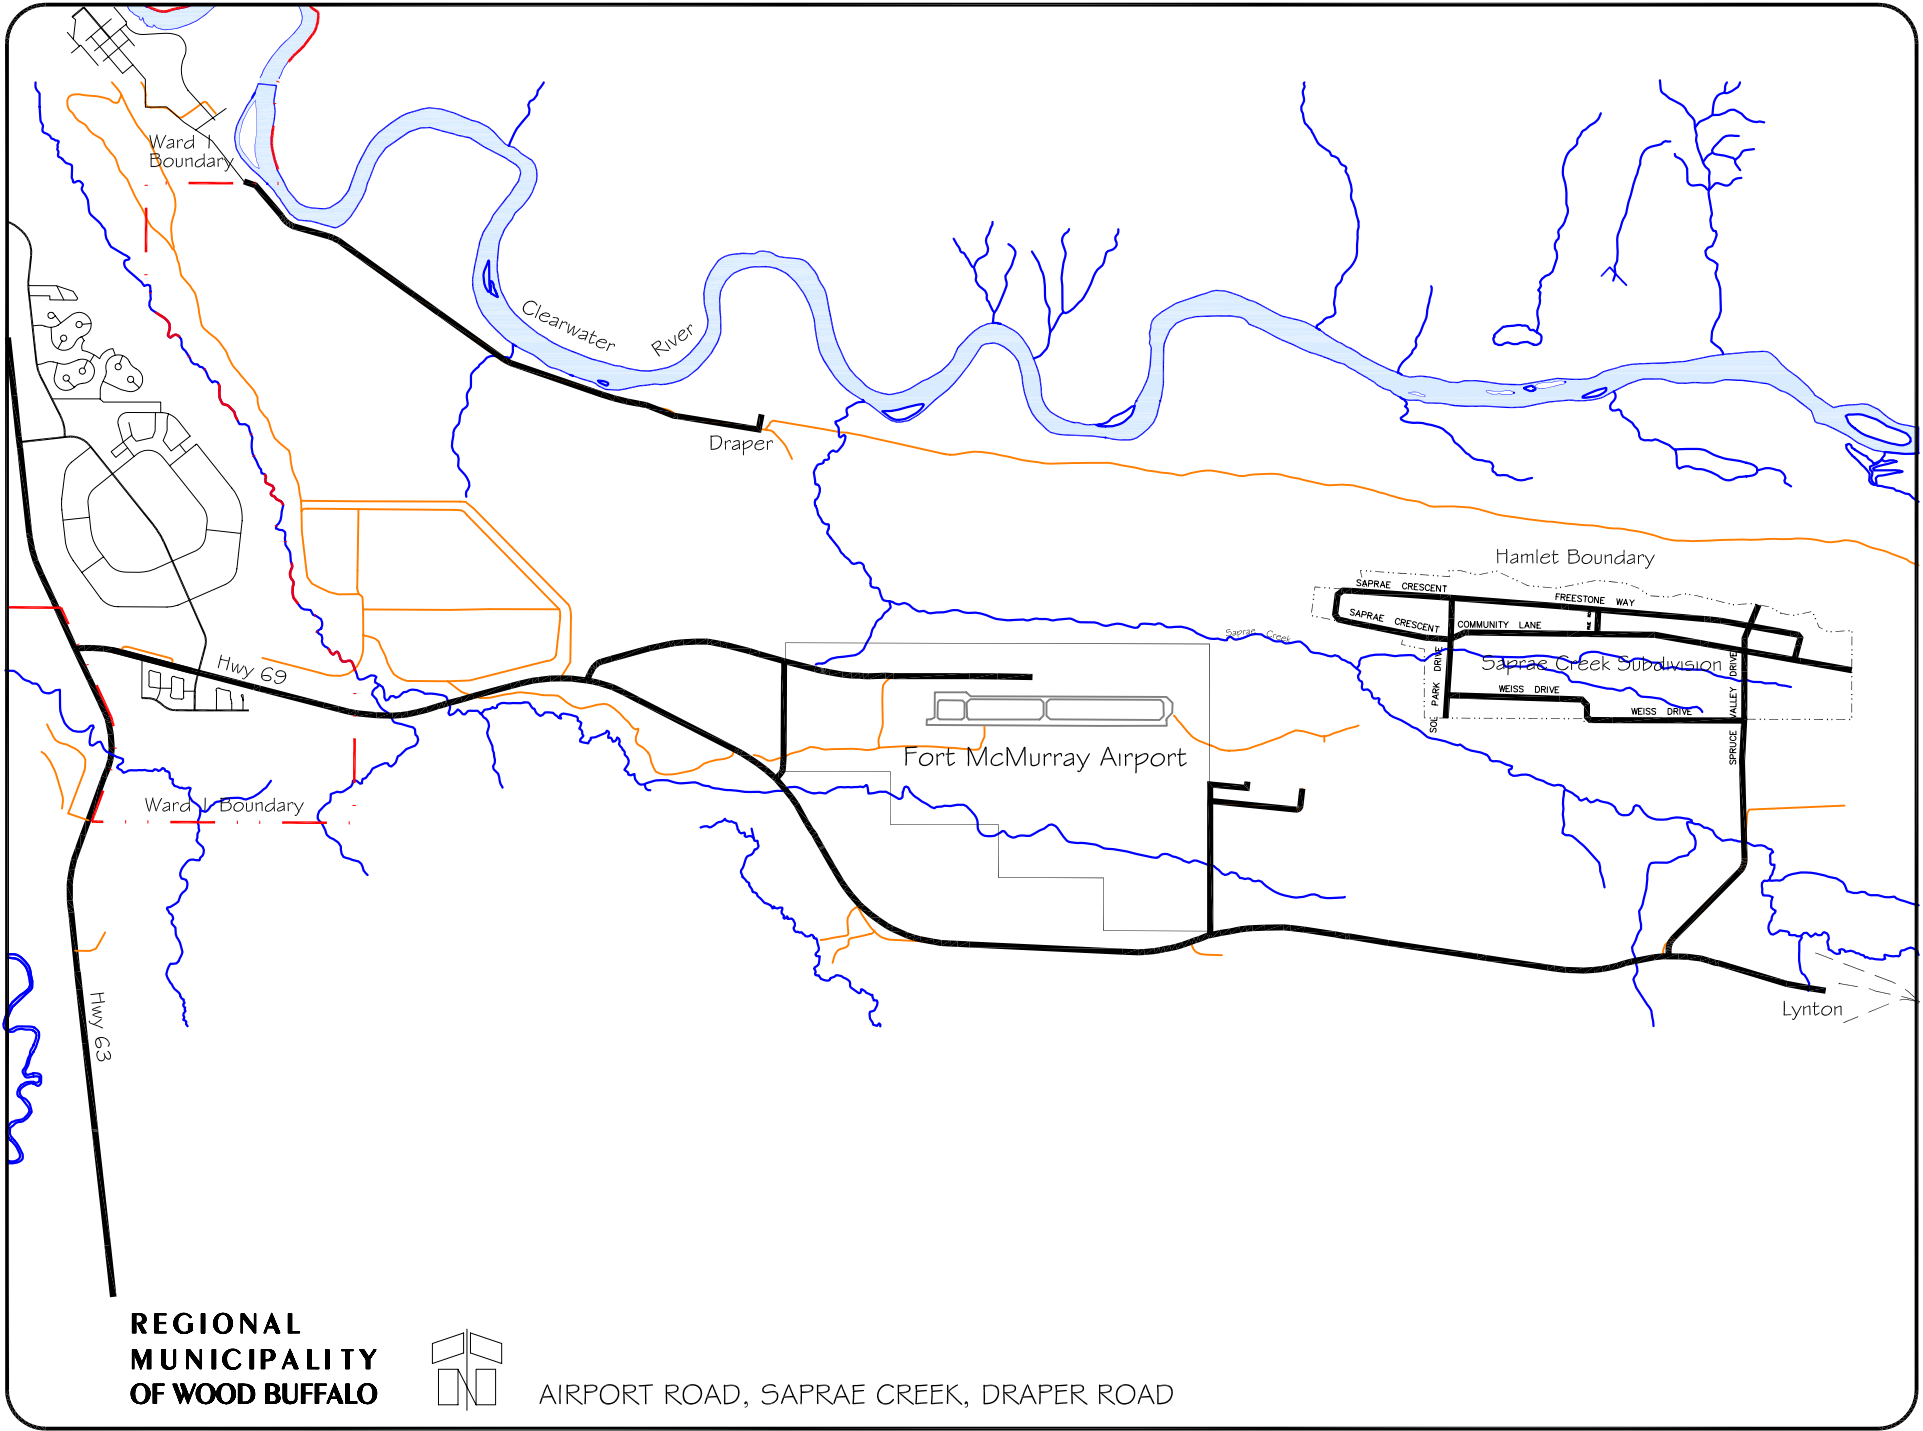 Ward 1
Boundary
Clearwater
River
Draper
Hamlet Boundary
SAPRAE CRESCENT
FREESTONE WAY
SAPRAE CRESCENT
COMMUNITY LANE
Saprae Creek
Saprae Creek Subdivision
Hwy 69
WEISS DRIVE
WEISS DRIVE
PARK DRIVE
SPRUCE VALLEY DRIVE
Fort McMurray Airport
Ward 1 Boundary
Hwy 63
Lynton
REGIONAL
MUNICIPALITY
OF WOOD BUFFALO
AIRPORT ROAD, SAPRAE CREEK, DRAPER ROAD